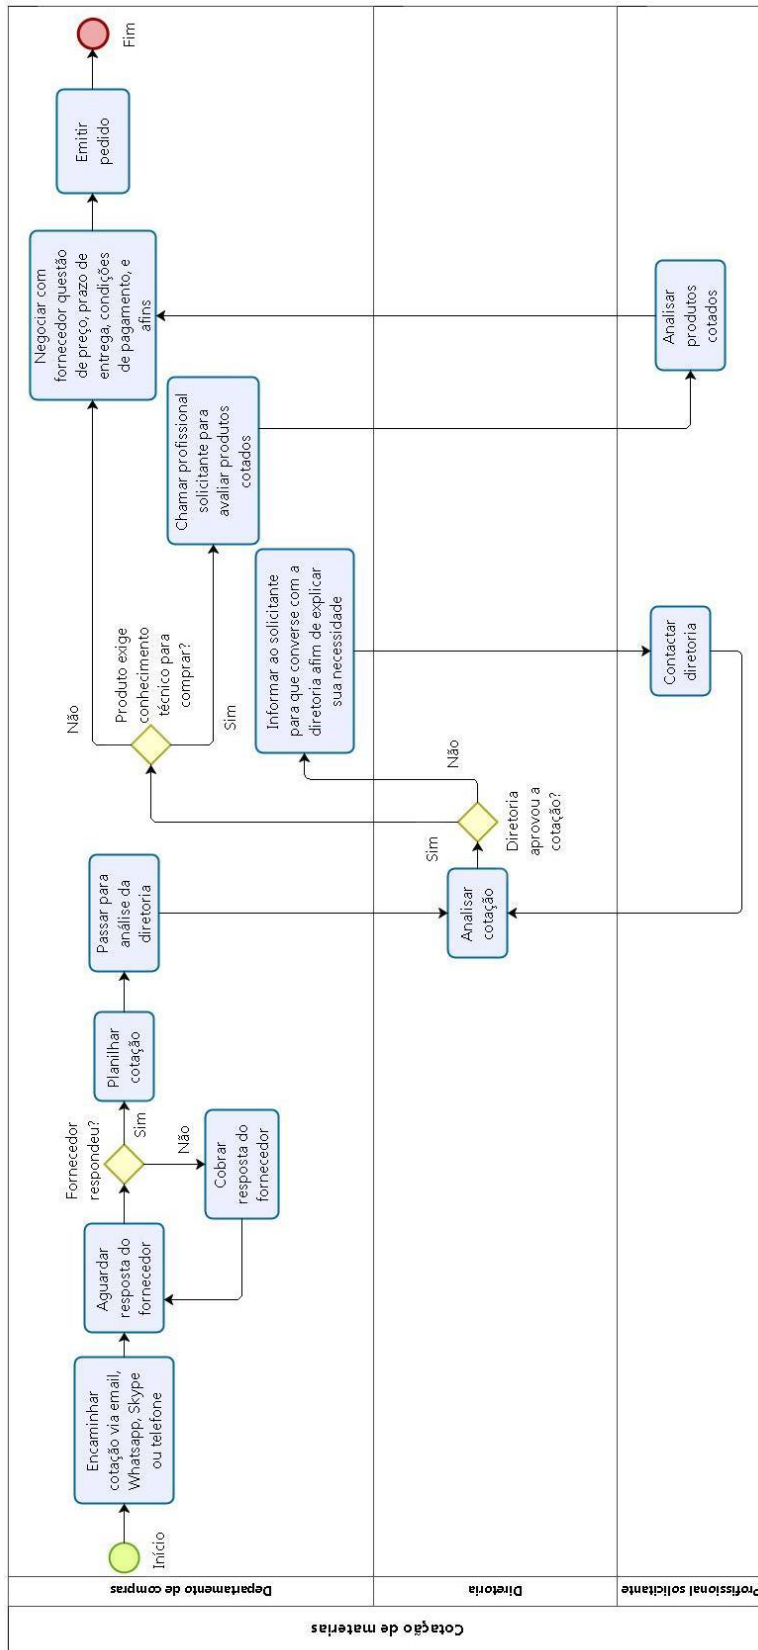 Cotação de materias
Departamento de compras
Início
Encaminhar
cotação via email,
Whatsapp, Skype
ou telefone
Aguardar
resposta do
fornecedor
Fornecedor
respondeu?
Sim
Não
Cobrar
resposta do
fornecedor
Planilhar
cotação
Passar para
análise da
diretoria
Produto exige
conhecimento
técnico para
comprar?
Não
Sim
Informar ao solicitante
para que converse com a
diretoria afim de explicar
sua necessidade
Chamar profissional
solicitante para
avaliar produtos
cotados
Negociar com
fornecedor questão
de preço, prazo de
entrega, condições
de pagamento, e
afins
Emitir
pedido
Fim
Diretoria
Analisar
cotação
Sim
Diretoria
aprovou a
cotação?
Não
Profissional solicitante
Contactar
diretoria
Analisar
produtos
cotados